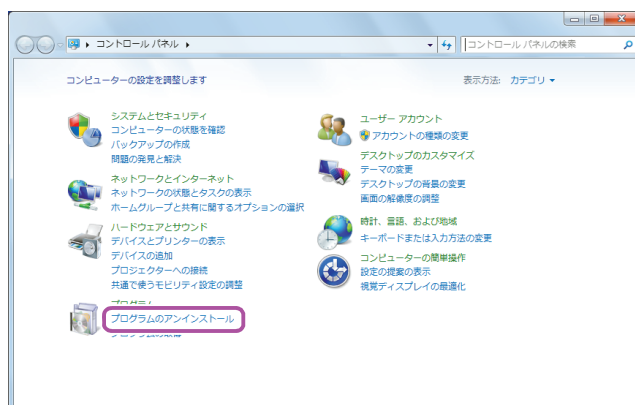 コントロール パネル
コントロール パネルの検索
コンピューターの設定を調整します
表示方法: カテゴリ
システムとセキュリティ
コンピューターの状態を確認
バックアップの作成
問題の発見と解決
ネットワークとインターネット
ネットワークの状態とタスクの表示
ホームグループと共有に関するオプションの選択
ハードウェアとサウンド
デバイスとプリンターの表示
デバイスの追加
プロジェクターへの接続
共通で使うモビリティ設定の調整
プログラム
プログラムのアンインストール
ユーザー アカウント
アカウントの種類の変更
デスクトップのカスタマイズ
テーマの変更
デスクトップの背景の変更
画面の解像度の調整
時計、言語、および地域
キーボードまたは入力方法の変更
コンピューターの簡単操作
設定の提案の表示
視覚ディスプレイの最適化